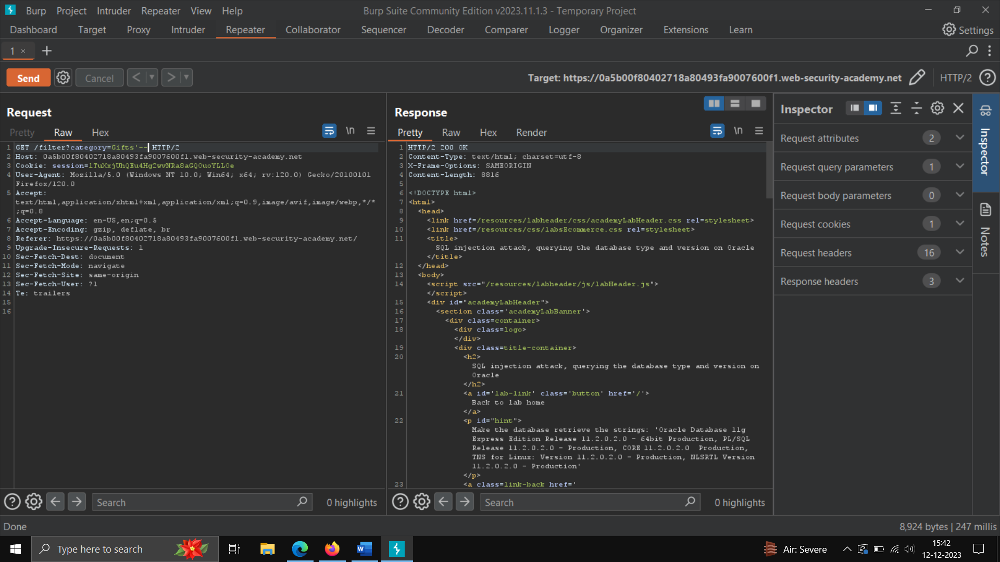 Burp Project Intruder Repeater View Help Burp Suite Community Edition v2023.11.1.3 - Temporary Project
Dashboard Target Proxy Intruder Repeater Collaborator Sequencer Decoder Comparer Logger Organizer Extensions Learn Settings
1 × +
Send Cancel < > Target: https://0a5b00f80402718a80493fa9007600f1.web-security-academy.net HTTP/2
Request
Pretty Raw Hex \n
1 GET /filter?category=Gifts'--  HTTP/2
2 Host: 0a5b00f80402718a80493fa9007600f1.web-security-academy.net
3 Cookie: session=lTuXxjUhQEu4Hg2wvNRa8aGQ0uoYLL0e
4 User-Agent: Mozilla/5.0 (Windows NT 10.0; Win64; x64; rv:120.0) Gecko/20100101
Firefox/120.0
5 Accept:
text/html,application/xhtml+xml,application/xml;q=0.9,image/avif,image/webp,*/*
;q=0.8
6 Accept-Language: en-US,en;q=0.5
7 Accept-Encoding: gzip, deflate, br
8 Referer: https://0a5b00f80402718a80493fa9007600f1.web-security-academy.net/
9 Upgrade-Insecure-Requests: 1
10 Sec-Fetch-Dest: document
11 Sec-Fetch-Mode: navigate
12 Sec-Fetch-Site: same-origin
13 Sec-Fetch-User: ?1
14 Te: trailers
15
16
Search 0 highlights
Response
Pretty Raw Hex Render \n
1 HTTP/2 200 OK
2 Content-Type: text/html; charset=utf-8
3 X-Frame-Options: SAMEORIGIN
4 Content-Length: 8816
5
6 <!DOCTYPE html>
7 <html>
8 <head>
9 <link href=/resources/labheader/css/academyLabHeader.css rel=stylesheet>
10 <link href=/resources/css/labsEcommerce.css rel=stylesheet>
11 <title>
SQL injection attack, querying the database type and version on Oracle
</title>
12 </head>
13 <body>
14 <script src="/resources/labheader/js/labHeader.js">
</script>
15 <div id="academyLabHeader">
16 <section class='academyLabBanner'>
17 <div class=container>
18 <div class=logo>
</div>
19 <div class=title-container>
20 <h2>
SQL injection attack, querying the database type and version on
Oracle
</h2>
21 <a id='lab-link' class='button' href='/'>
Back to lab home
</a>
22 <p id="hint">
Make the database retrieve the strings: 'Oracle Database 11g
Express Edition Release 11.2.0.2.0 - 64bit Production, PL/SQL
Release 11.2.0.2.0 - Production, CORE 11.2.0.2.0  Production,
TNS for Linux: Version 11.2.0.2.0 - Production, NLSRTL Version
11.2.0.2.0 - Production'
</p>
23 <a class=link-back href='
Search 0 highlights
Inspector
Request attributes 2
Request query parameters 1
Request body parameters 0
Request cookies 1
Request headers 16
Response headers 3
Inspector
Notes
Done 8,924 bytes | 247 millis
Type here to search Air: Severe 15:42
12-12-2023